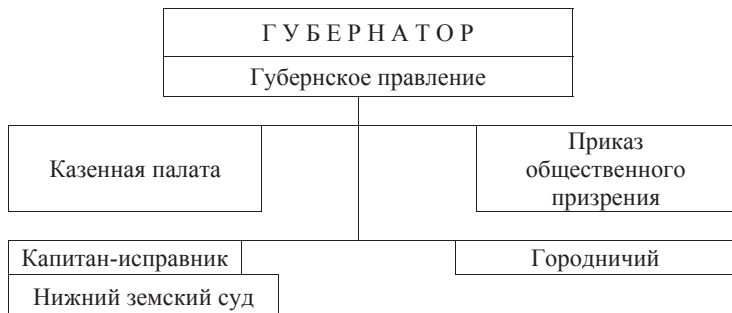 Г У Б Е Р Н А Т О Р
Губернское правление
Казенная палата
Приказ
общественного
призрения
Капитан-исправник
Городничий
Нижний земский суд